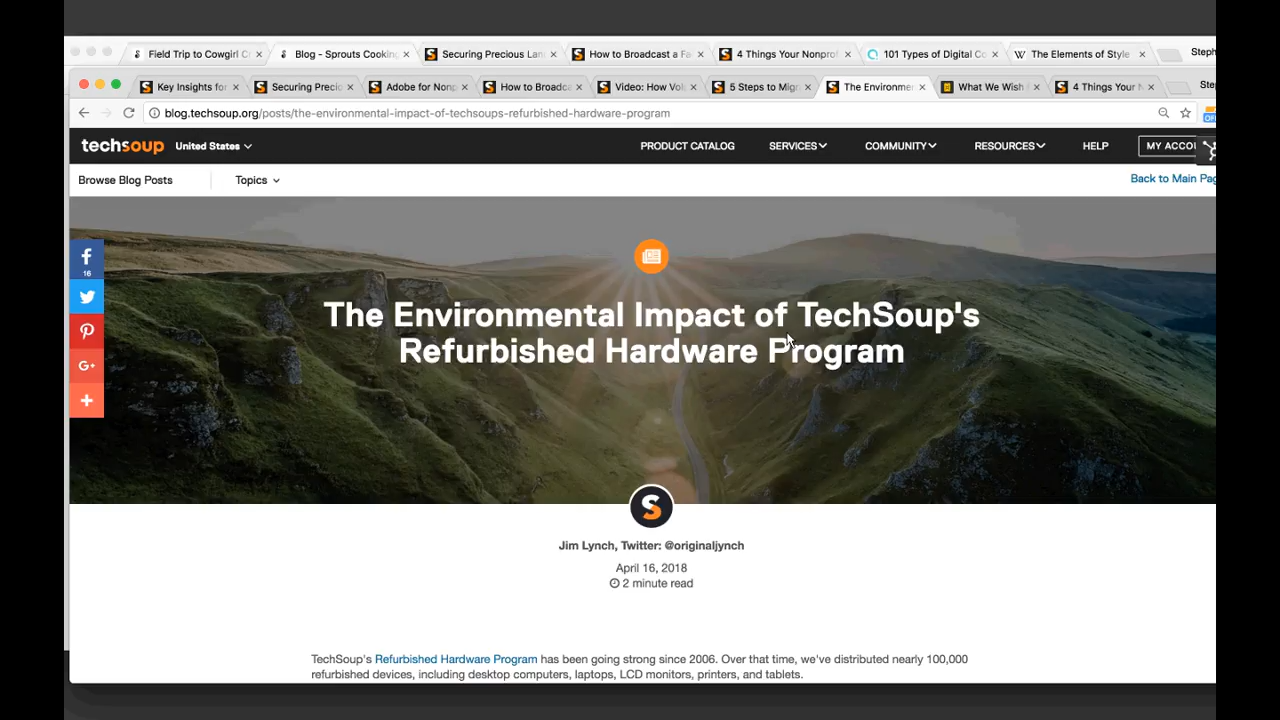 Field Trip to Cowgirl C
Blog - Sprouts Cooking
Securing Precious Lan
How to Broadcast a Fa
4 Things Your Nonprof
101 Types of Digital Co
The Elements of Style
Steph
Key Insights for
Securing Precio
Adobe for Nonp
How to Broadca
Video: How Vol
5 Steps to Migr
The Environme
What We Wish
4 Things Your N
Step
blog.techsoup.org/posts/the-environmental-impact-of-techsoups-refurbished-hardware-program
OFF
techsoup United States PRODUCT CATALOG SERVICES COMMUNITY RESOURCES HELP MY ACCOU
Browse Blog Posts Topics Back to Main Pag
16
The Environmental Impact of TechSoup's
Refurbished Hardware Program
Jim Lynch, Twitter: @originaljynch
April 16, 2018
2 minute read
TechSoup's Refurbished Hardware Program has been going strong since 2006. Over that time, we've distributed nearly 100,000
refurbished devices, including desktop computers, laptops, LCD monitors, printers, and tablets.